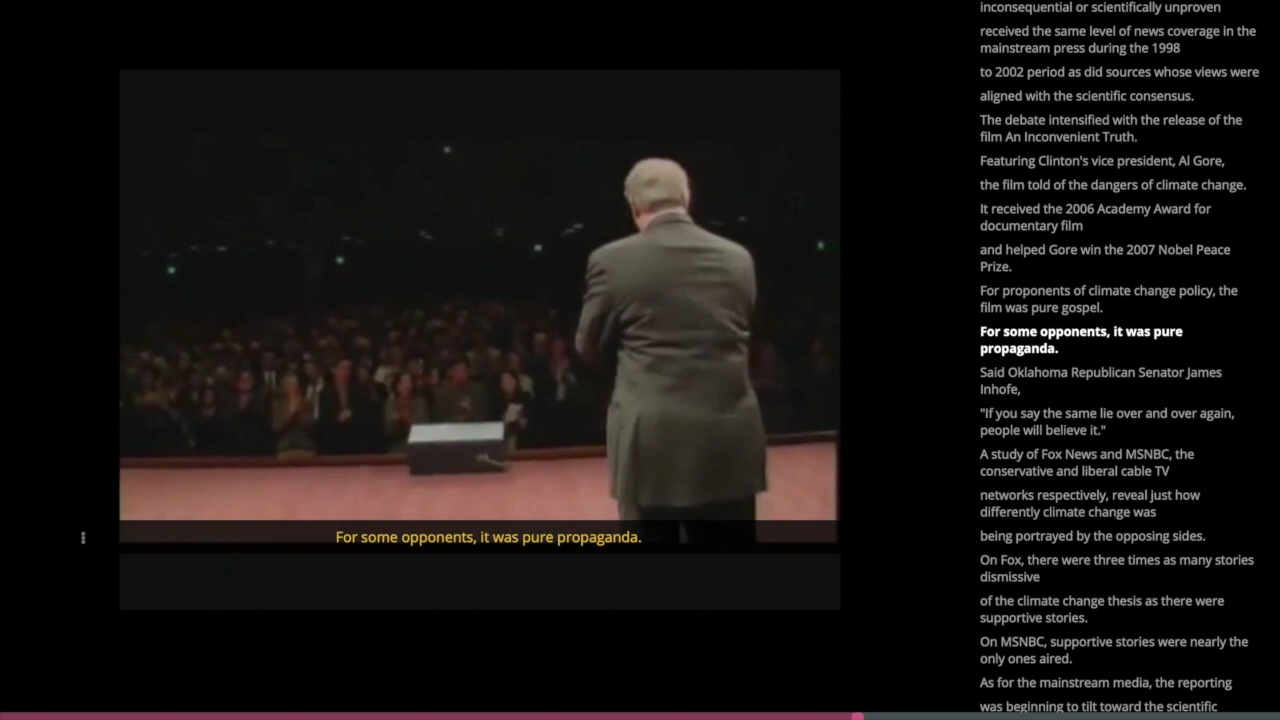 inconsequential or scientifically unproven
received the same level of news coverage in the
mainstream press during the 1998
to 2002 period as did sources whose views were
aligned with the scientific consensus.
The debate intensified with the release of the
film An Inconvenient Truth.
Featuring Clinton's vice president, Al Gore,
the film told of the dangers of climate change.
It received the 2006 Academy Award for
documentary film
and helped Gore win the 2007 Nobel Peace
Prize.
For proponents of climate change policy, the
film was pure gospel.
For some opponents, it was pure
propaganda.
Said Oklahoma Republican Senator James
Inhofe,
"If you say the same lie over and over again,
people will believe it."
A study of Fox News and MSNBC, the
conservative and liberal cable TV
networks respectively, reveal just how
differently climate change was
being portrayed by the opposing sides.
On Fox, there were three times as many stories
dismissive
of the climate change thesis as there were
supportive stories.
On MSNBC, supportive stories were nearly the
only ones aired.
As for the mainstream media, the reporting
was beginning to tilt toward the scientific
For some opponents, it was pure propaganda.